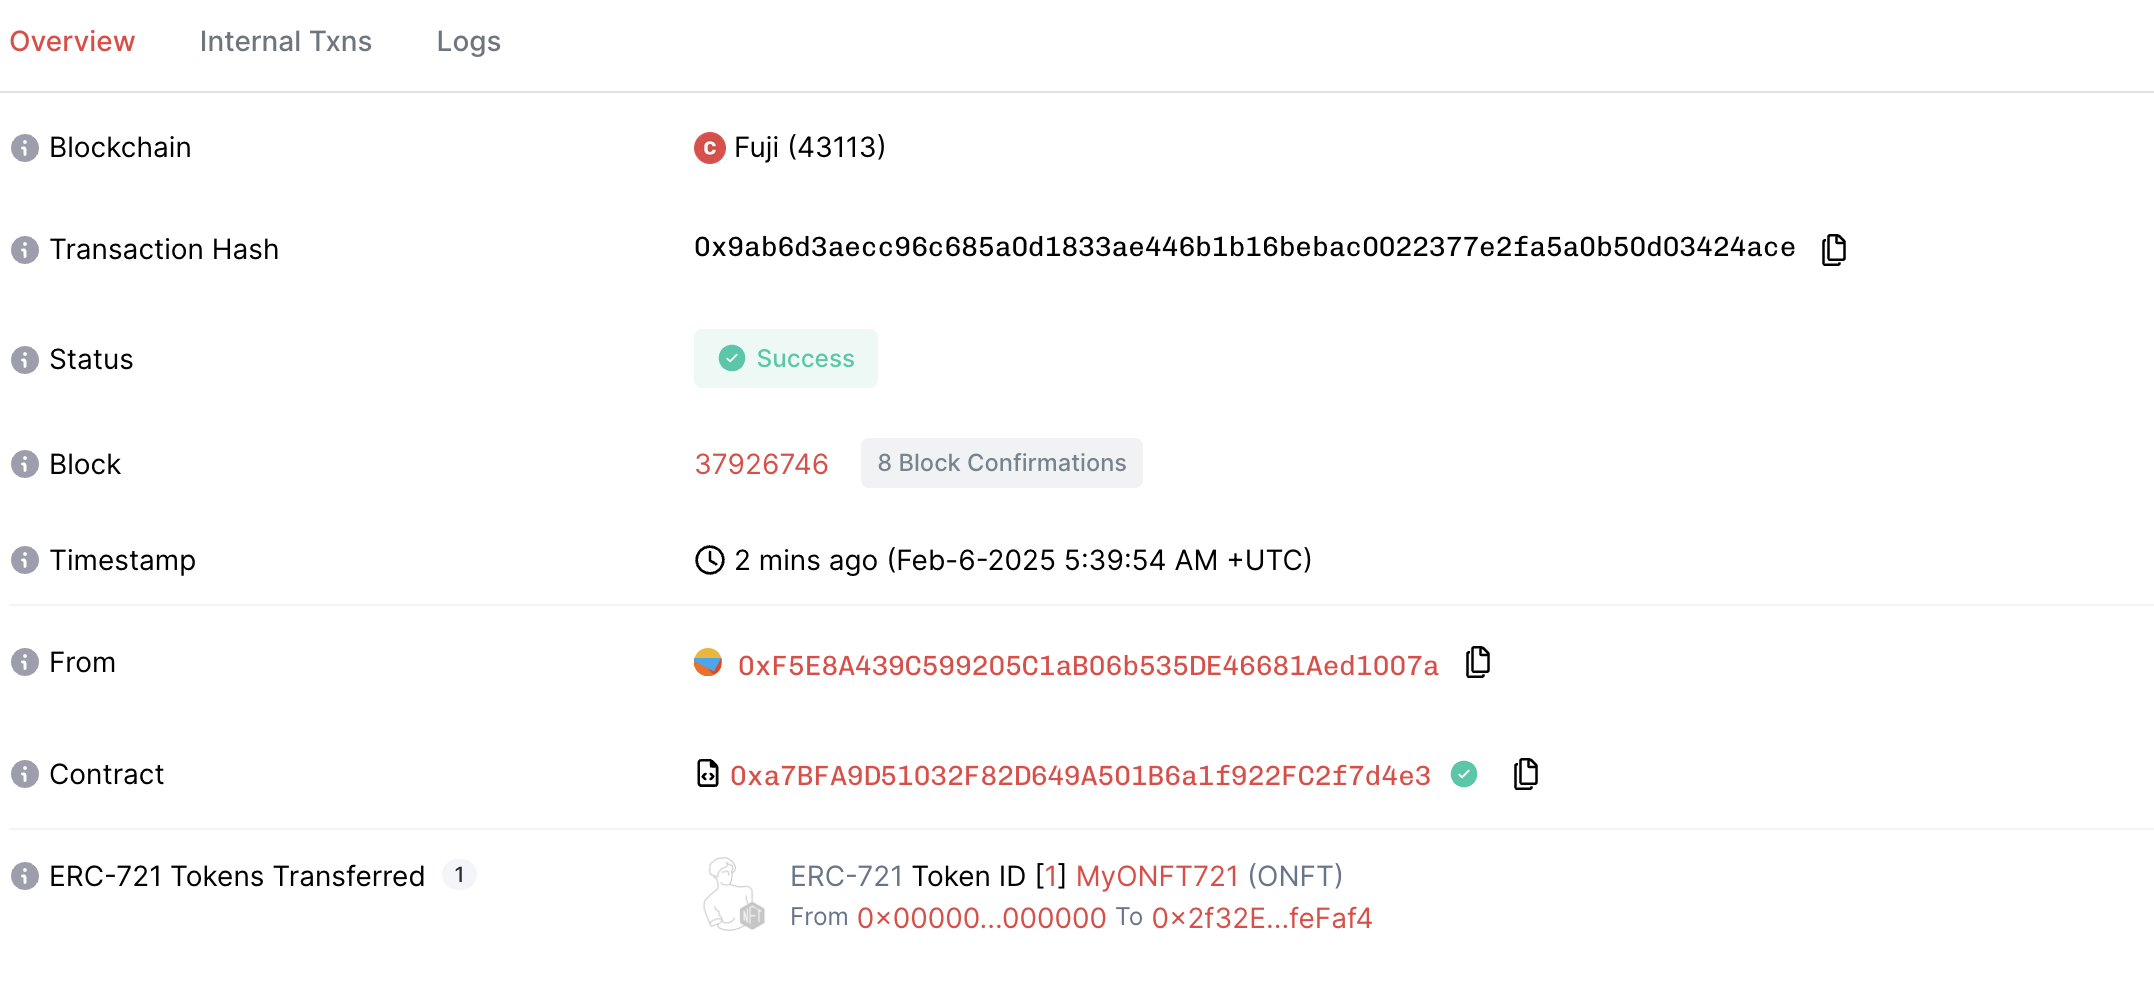 Overview Internal Txns Logs
Blockchain Fuji (43113)
Transaction Hash 0x9ab6d3aecc96c685a0d1833ae446b1b16bebac0022377e2fa5a0b50d03424ace
Status Success
Block 37926746 8 Block Confirmations
Timestamp 2 mins ago (Feb-6-2025 5:39:54 AM +UTC)
From 0xF5E8A439C599205C1aB06b535DE46681Aed1007a
Contract 0xa7BFA9D51032F82D649A501B6a1f922FC2f7d4e3
ERC-721 Tokens Transferred 1 NFT ERC-721 Token ID [1] MyONFT721 (ONFT)
From 0×00000...000000 To 0×2f32E...feFaf4